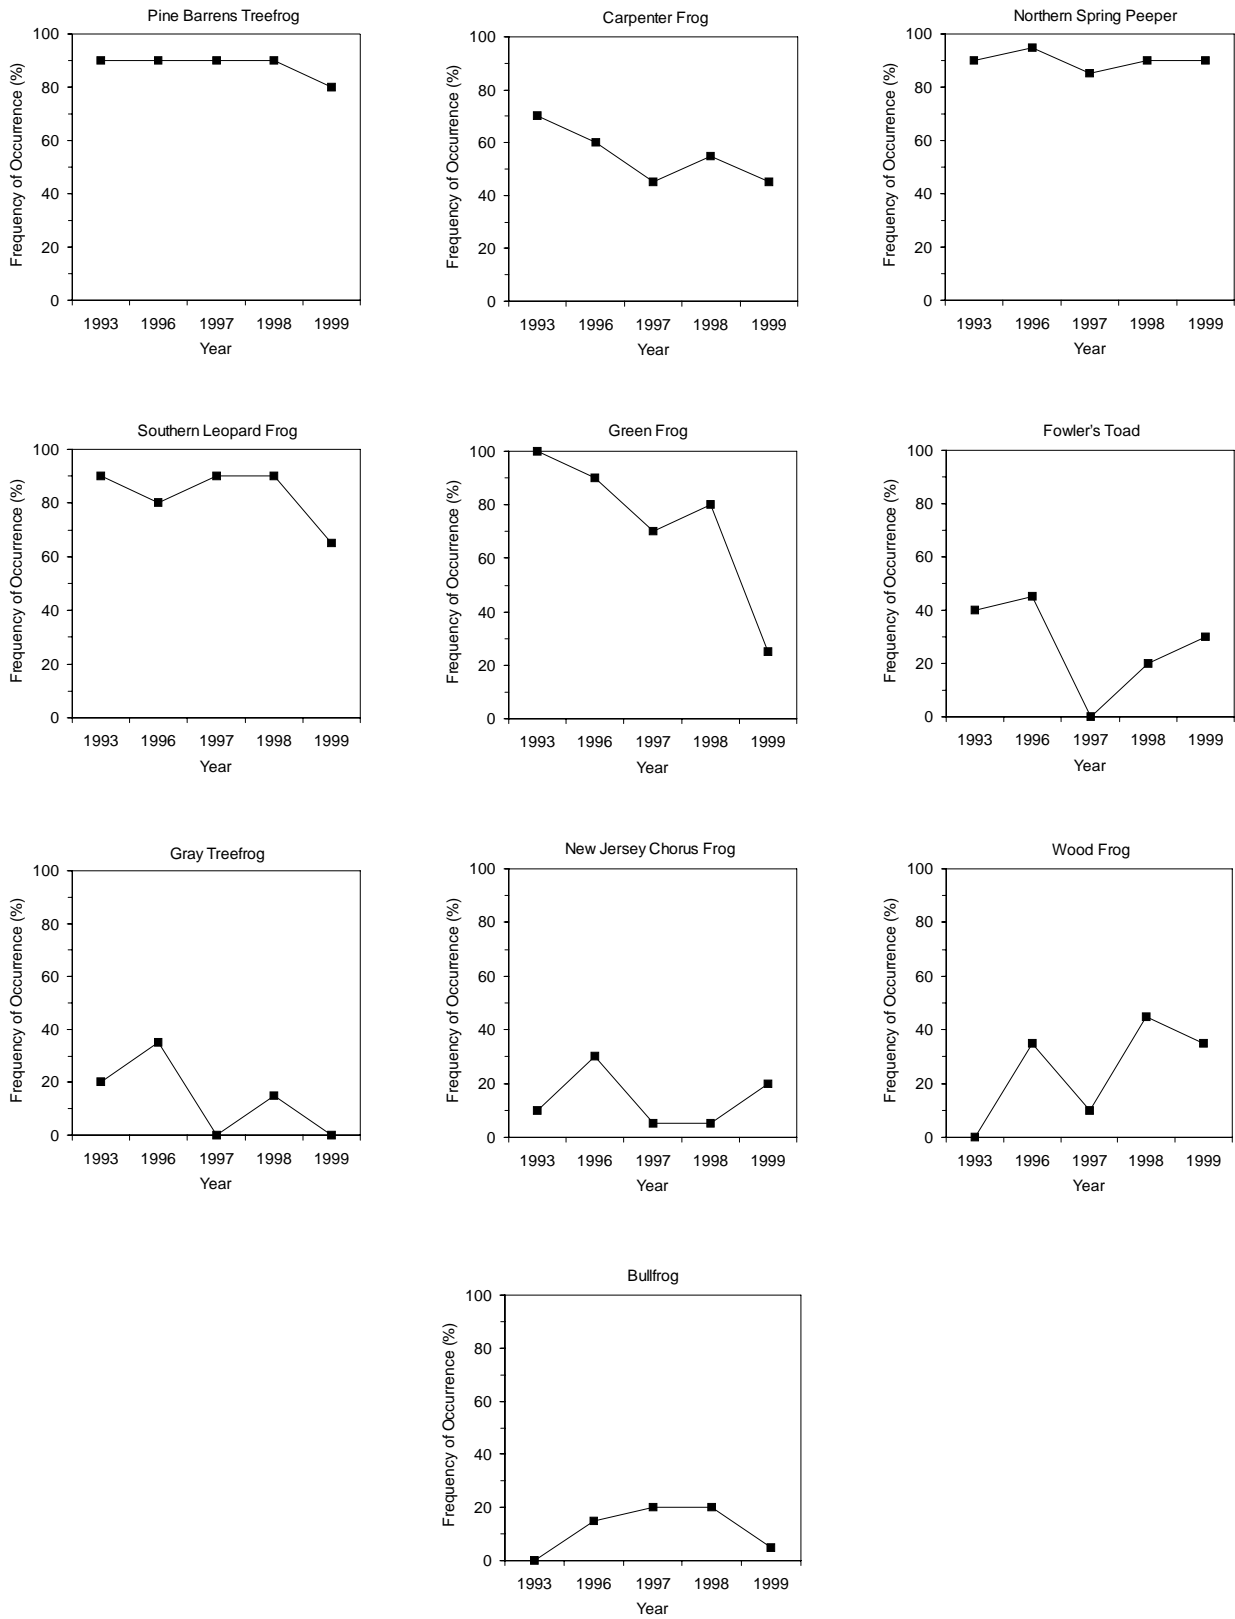 Pine Barrens Treefrog
100
80
60
40
20
0
Frequency of Occurrence (%)
1993 1996 1997 1998 1999
Year
Carpenter Frog
100
80
60
40
20
0
Frequency of Occurrence (%)
1993 1996 1997 1998 1999
Year
Northern Spring Peeper
100
80
60
40
20
0
Frequency of Occurrence (%)
1993 1996 1997 1998 1999
Year
Southern Leopard Frog
100
80
60
40
20
0
Frequency of Occurrence (%)
1993 1996 1997 1998 1999
Year
Green Frog
100
80
60
40
20
0
Frequency of Occurrence (%)
1993 1996 1997 1998 1999
Year
Fowler's Toad
100
80
60
40
20
0
Frequency of Occurrence (%)
1993 1996 1997 1998 1999
Year
Gray Treefrog
100
80
60
40
20
0
Frequency of Occurrence (%)
1993 1996 1997 1998 1999
Year
New Jersey Chorus Frog
100
80
60
40
20
0
Frequency of Occurrence (%)
1993 1996 1997 1998 1999
Year
Wood Frog
100
80
60
40
20
0
Frequency of Occurrence (%)
1993 1996 1997 1998 1999
Year
Bullfrog
100
80
60
40
20
0
Frequency of Occurrence (%)
1993 1996 1997 1998 1999
Year